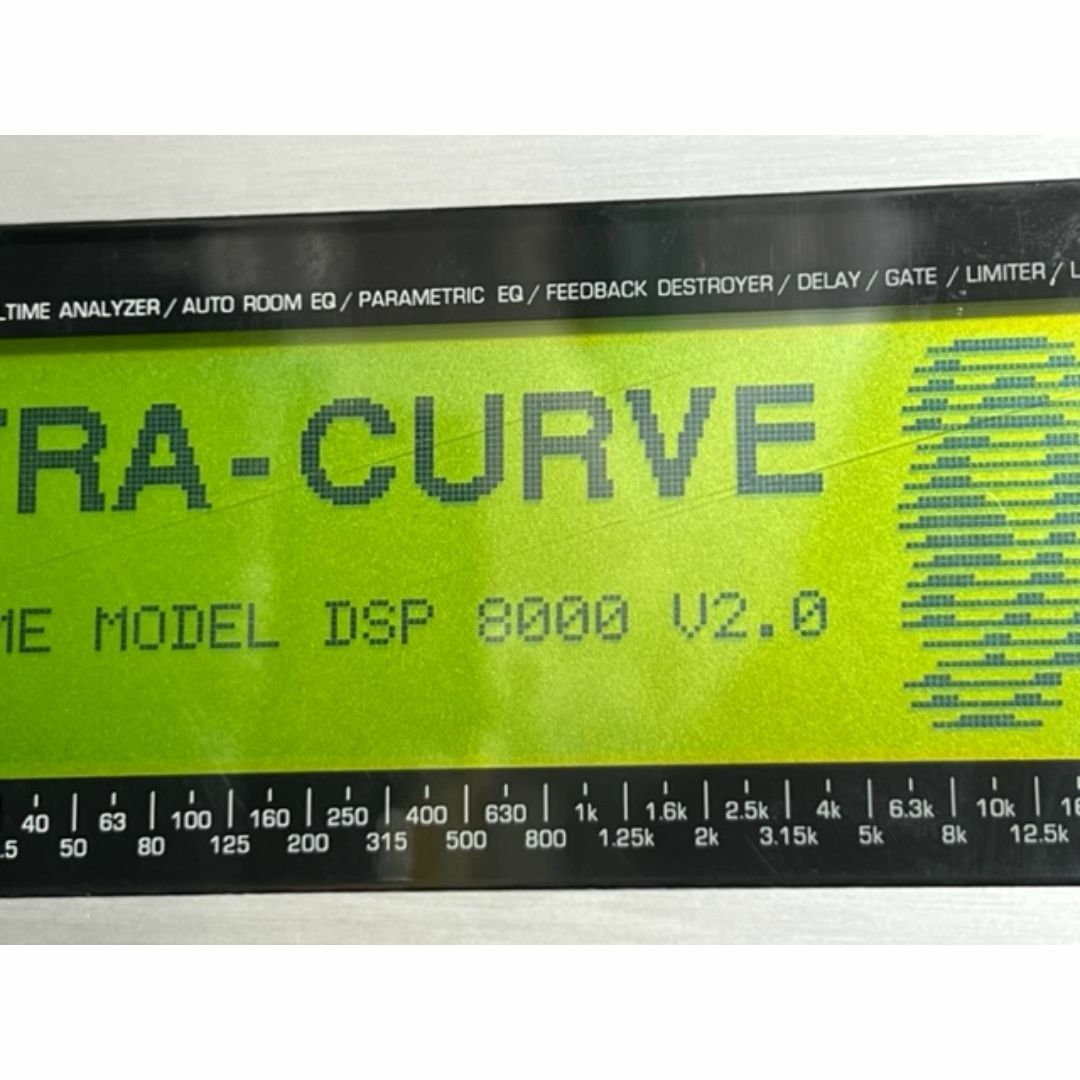 LTIME ANALYZER / AUTO ROOM EQ / PARAMETRIC EQ / FEEDBACK DESTROYER / DELAY / GATE / LIMITER / L
TRA-CURVE
ME MODEL DSP 8000 V2.0
40 63 100 160 250 400 630 1k 1.6k 2.5k 4k 6.3k 10k 16
.5 50 80 125 200 315 500 800 1.25k 2k 3.15k 5k 8k 12.5k